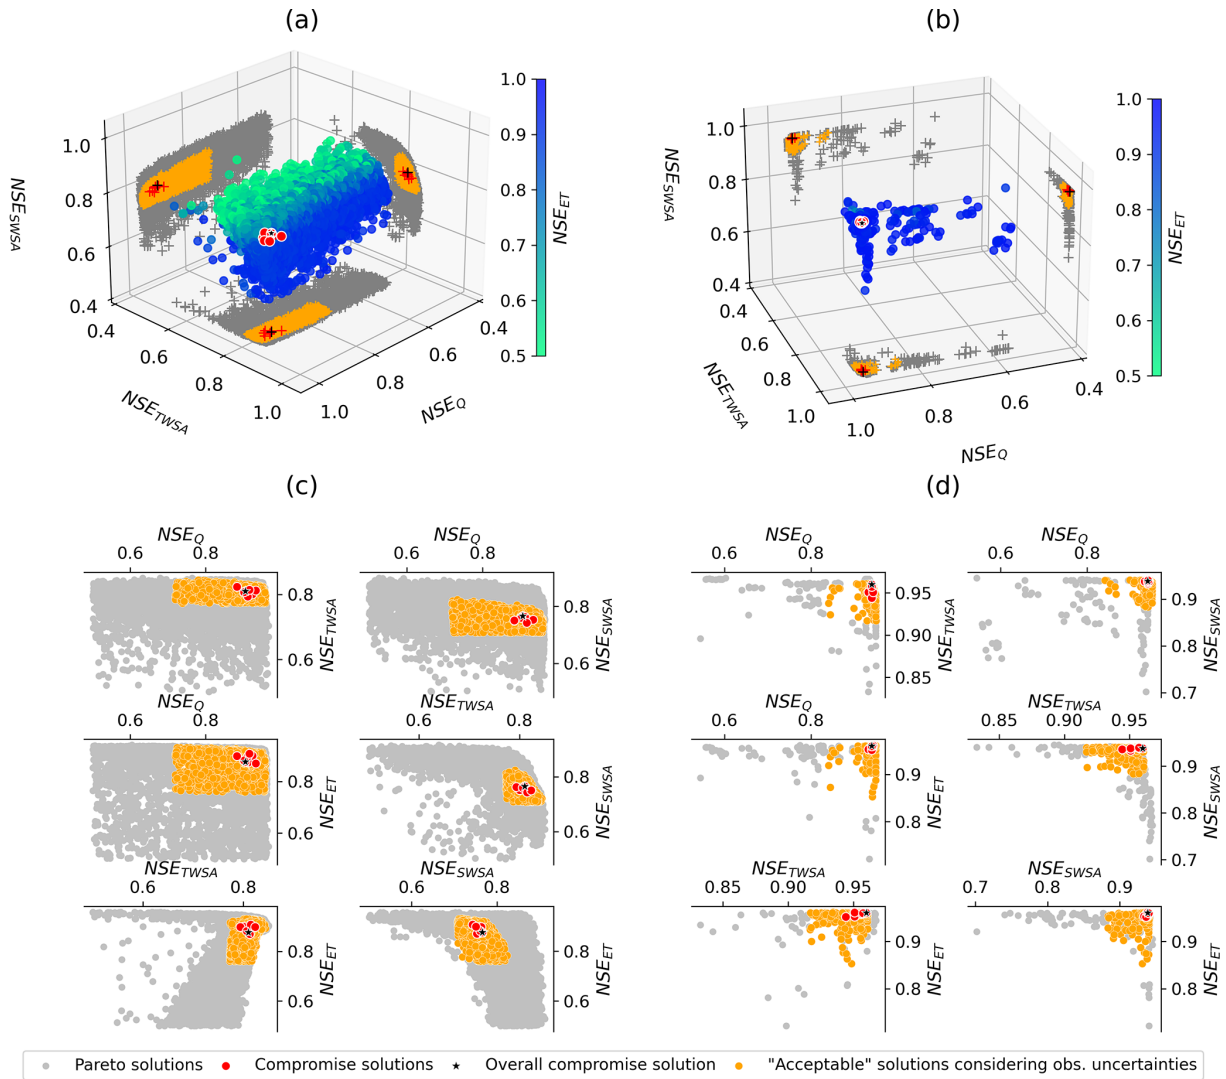 (a)
(b)
1.0
0.8
0.6
0.4
NSE_SWSA
0.4
0.6
0.8
1.0
NSE_TWSA
1.0
0.8
0.6
0.4
NSE_Q
1.0
0.9
0.8
0.7
0.6
0.5
NSE_ET
1.0
0.8
0.6
0.4
NSE_SWSA
0.4
0.6
0.8
1.0
NSE_TWSA
1.0
0.8
0.6
0.4
NSE_Q
1.0
0.9
0.8
0.7
0.6
0.5
NSE_ET
(c)
(d)
NSE_Q
0.6 0.8
0.8
0.6
NSE_TWSA
NSE_Q
0.6 0.8
0.8
0.6
NSE_SWSA
NSE_Q
0.6 0.8
0.95
0.90
0.85
NSE_TWSA
NSE_Q
0.6 0.8
0.9
0.8
0.7
NSE_SWSA
NSE_Q
0.6 0.8
0.8
0.6
NSE_ET
NSE_TWSA
0.6 0.8
0.8
0.6
NSE_SWSA
NSE_Q
0.6 0.8
0.9
0.8
NSE_ET
NSE_TWSA
0.85 0.90 0.95
0.9
0.8
0.7
NSE_SWSA
NSE_TWSA
0.6 0.8
0.8
0.6
NSE_ET
NSE_SWSA
0.6 0.8
0.8
0.6
NSE_ET
NSE_TWSA
0.85 0.90 0.95
0.9
0.8
NSE_ET
NSE_SWSA
0.7 0.8 0.9
0.9
0.8
NSE_ET
Pareto solutions
Compromise solutions
Overall compromise solution
"Acceptable" solutions considering obs. uncertainties